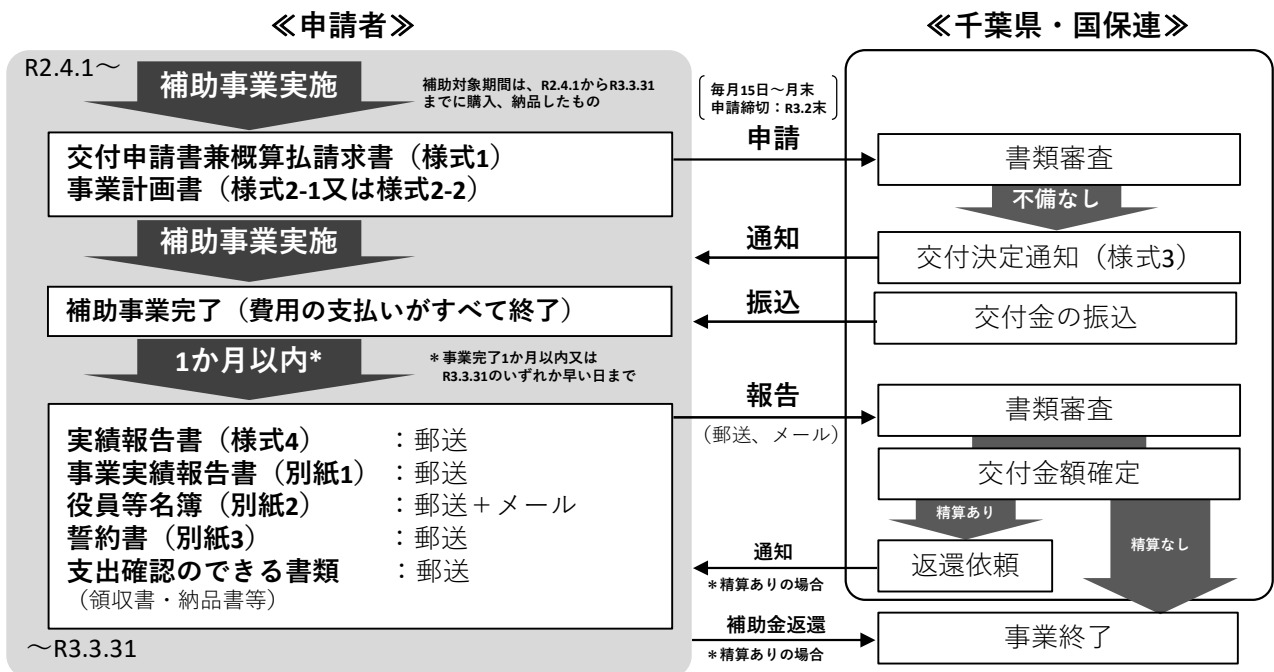 ≪申請者≫
≪千葉県・国保連≫
R2.4.1～
補助事業実施
補助対象期間は、R2.4.1からR3.3.31
までに購入、納品したもの
毎月15日～月末
申請締切：R3.2末
申請
交付申請書兼概算払請求書（様式1）
事業計画書（様式2-1又は様式2-2）
書類審査
不備なし
補助事業実施
通知
交付決定通知（様式3）
補助事業完了（費用の支払いがすべて終了）
振込
交付金の振込
1か月以内*
＊事業完了1か月以内又は
R3.3.31のいずれか早い日まで
報告
（郵送、メール）
書類審査
実績報告書（様式4）　：郵送
事業実績報告書（別紙1）：郵送
役員等名簿（別紙2）　：郵送＋メール
誓約書（別紙3）　：郵送
支出確認のできる書類　：郵送
（領収書・納品書等）
交付金額確定
精算あり
精算なし
通知
＊精算ありの場合
返還依頼
～R3.3.31
補助金返還
＊精算ありの場合
事業終了